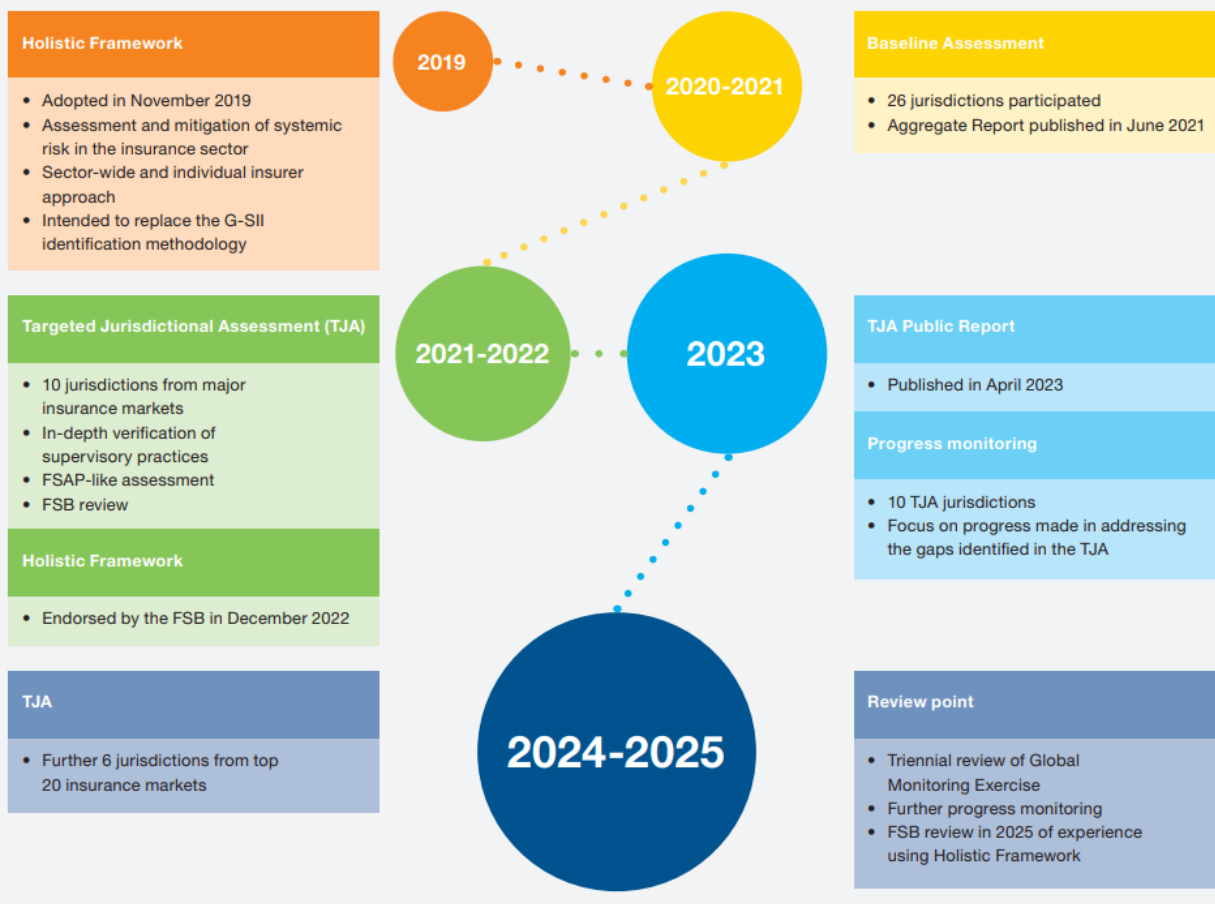 Holistic Framework
• Adopted in November 2019
• Assessment and mitigation of systemic
risk in the insurance sector
• Sector-wide and individual insurer
approach
• Intended to replace the G-SII
identification methodology
2019
2020-2021
Baseline Assessment
• 26 jurisdictions participated
• Aggregate Report published in June 2021
Targeted Jurisdictional Assessment (TJA)
• 10 jurisdictions from major
insurance markets
• In-depth verification of
supervisory practices
• FSAP-like assessment
• FSB review
Holistic Framework
• Endorsed by the FSB in December 2022
2021-2022
2023
TJA Public Report
• Published in April 2023
Progress monitoring
• 10 TJA jurisdictions
• Focus on progress made in addressing
the gaps identified in the TJA
TJA
• Further 6 jurisdictions from top
20 insurance markets
2024-2025
Review point
• Triennial review of Global
Monitoring Exercise
• Further progress monitoring
• FSB review in 2025 of experience
using Holistic Framework